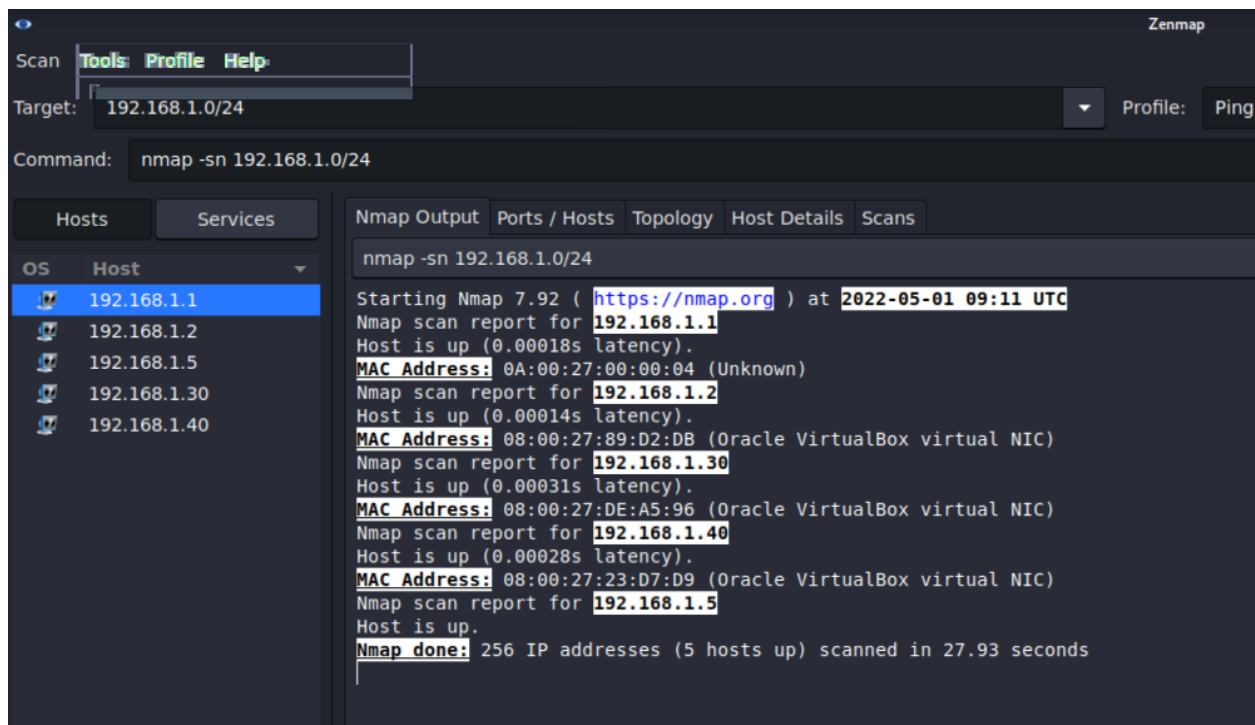 Zenmap
Scan Tools Profile Help
Target: 192.168.1.0/24 Profile: Ping
Command: nmap -sn 192.168.1.0/24
Hosts Services
Nmap Output Ports / Hosts Topology Host Details Scans
OS Host
192.168.1.1
192.168.1.2
192.168.1.5
192.168.1.30
192.168.1.40
nmap -sn 192.168.1.0/24
Starting Nmap 7.92 ( https://nmap.org ) at 2022-05-01 09:11 UTC
Nmap scan report for 192.168.1.1
Host is up (0.00018s latency).
MAC Address: 0A:00:27:00:00:04 (Unknown)
Nmap scan report for 192.168.1.2
Host is up (0.00014s latency).
MAC Address: 08:00:27:89:D2:DB (Oracle VirtualBox virtual NIC)
Nmap scan report for 192.168.1.30
Host is up (0.00031s latency).
MAC Address: 08:00:27:DE:A5:96 (Oracle VirtualBox virtual NIC)
Nmap scan report for 192.168.1.40
Host is up (0.00028s latency).
MAC Address: 08:00:27:23:D7:D9 (Oracle VirtualBox virtual NIC)
Nmap scan report for 192.168.1.5
Host is up.
Nmap done: 256 IP addresses (5 hosts up) scanned in 27.93 seconds